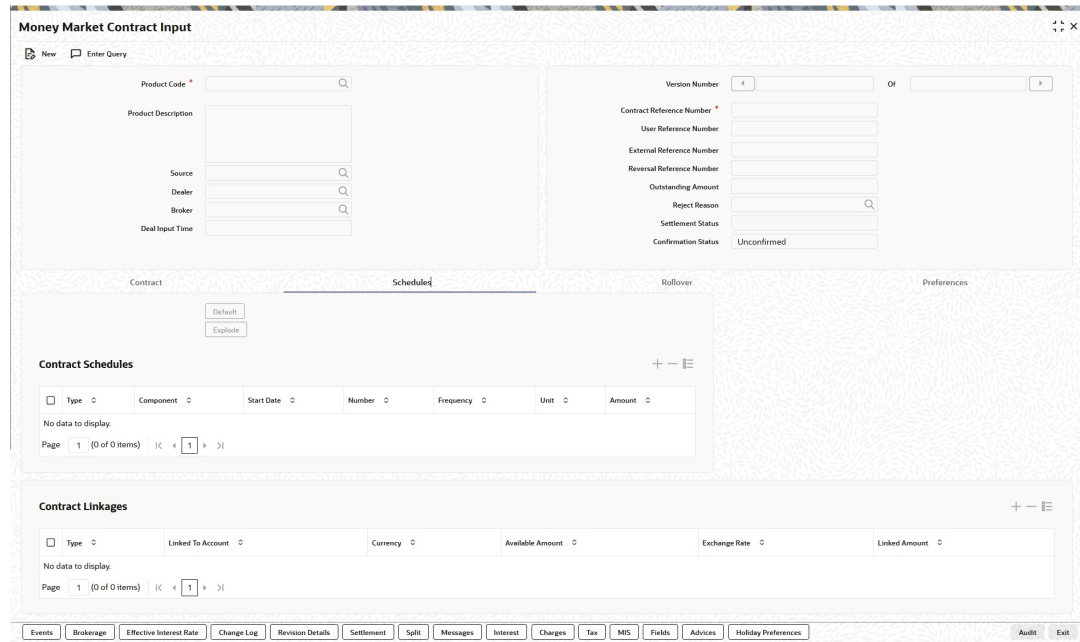 Money Market Contract Input
New Enter Query
Product Code *
Product Description
Source
Dealer
Broker
Deal Input Time
Version Number Of
Contract Reference Number *
User Reference Number
External Reference Number
Reversal Reference Number
Outstanding Amount
Reject Reason
Settlement Status
Confirmation Status Unconfirmed
Contract Schedules Rollover Preferences
Default
Explode
Contract Schedules
Type Component Start Date Number Frequency Unit Amount
No data to display.
Page 1 (0 of 0 items) 1
Contract Linkages
Type Linked To Account Currency Available Amount Exchange Rate Linked Amount
No data to display.
Page 1 (0 of 0 items) 1
Events Brokerage Effective Interest Rate Change Log Revision Details Settlement Split Messages Interest Charges Tax MIS Fields Advices Holiday Preferences Audit Exit